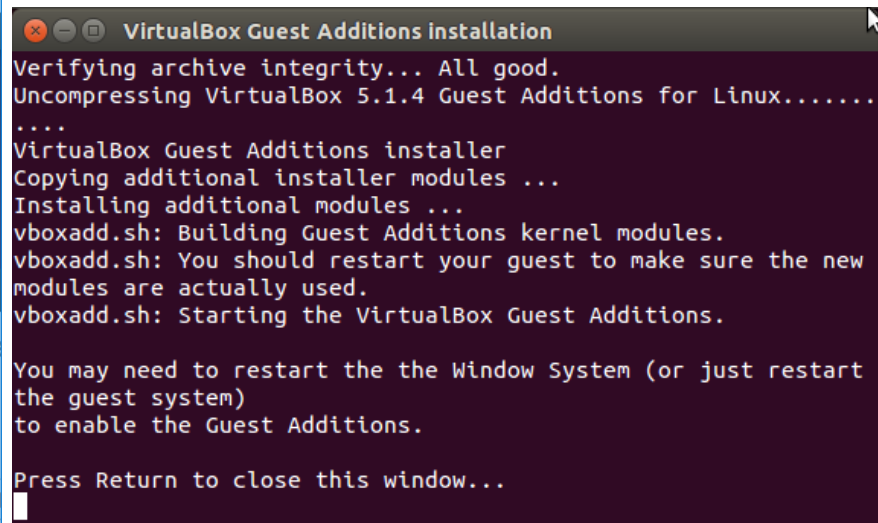 VirtualBox Guest Additions installation
Verifying archive integrity... All good.
Uncompressing VirtualBox 5.1.4 Guest Additions for Linux.......
....
VirtualBox Guest Additions installer
Copying additional installer modules ...
Installing additional modules ...
vboxadd.sh: Building Guest Additions kernel modules.
vboxadd.sh: You should restart your guest to make sure the new
modules are actually used.
vboxadd.sh: Starting the VirtualBox Guest Additions.
You may need to restart the the Window System (or just restart
the guest system)
to enable the Guest Additions.
Press Return to close this window...